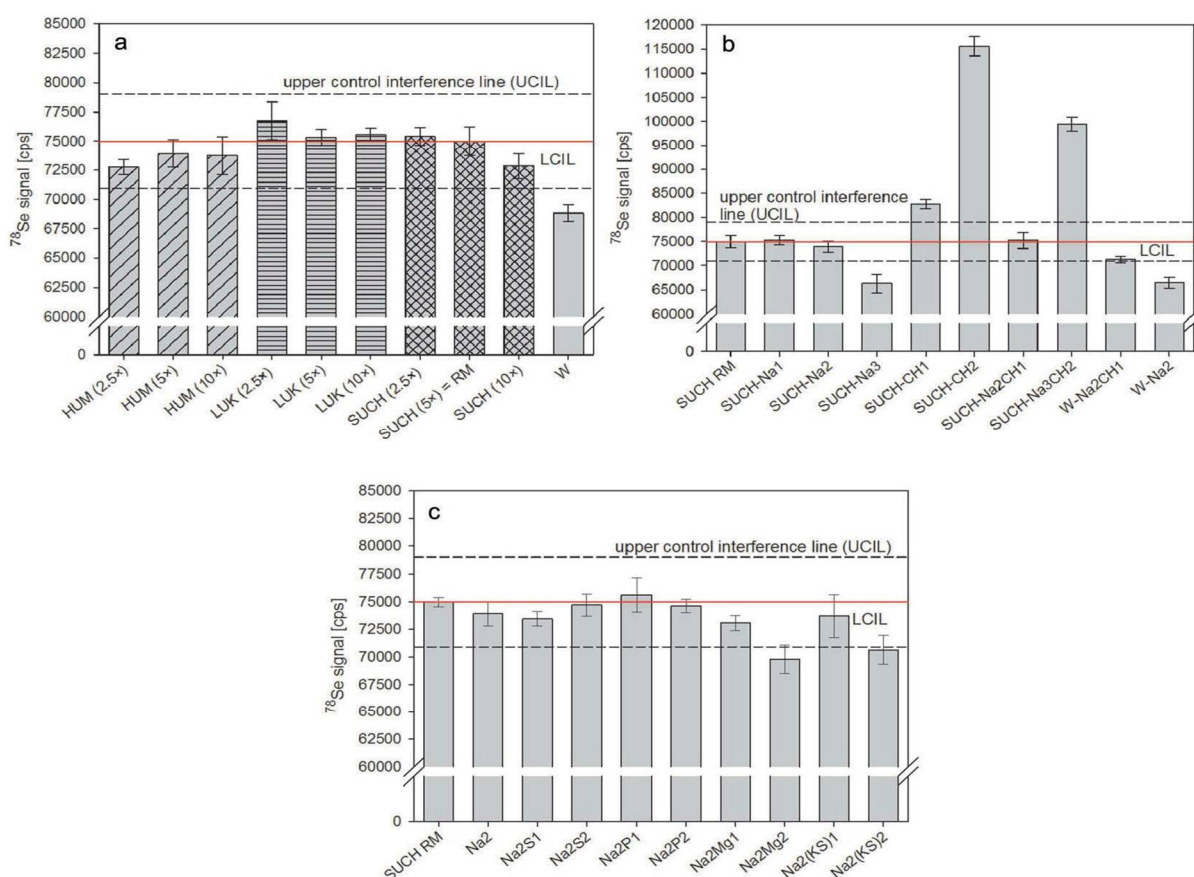 a
85000
82500
80000
77500
75000
72500
70000
67500
65000
62500
60000
0
⁷⁸Se signal [cps]
upper control interference line (UCIL)
LCIL
HUM (2.5×)
HUM (5×)
HUM (10×)
LUK (2.5×)
LUK (5×)
LUK (10×)
SUCH (2.5×)
SUCH (5×) = RM
SUCH (10×)
W
b
120000
115000
110000
105000
100000
95000
90000
85000
80000
75000
70000
65000
60000
0
⁷⁸Se signal [cps]
upper control interference
line (UCIL)
LCIL
SUCH RM
SUCH-Na1
SUCH-Na2
SUCH-Na3
SUCH-CH1
SUCH-CH2
SUCH-Na2CH1
SUCH-Na3CH2
W-Na2CH1
W-Na2
c
85000
82500
80000
77500
75000
72500
70000
67500
65000
62500
60000
0
⁷⁸Se signal [cps]
upper control interference line (UCIL)
LCIL
SUCH RM
Na2
Na2S1
Na2S2
Na2P1
Na2P2
Na2Mg1
Na2Mg2
Na2(KS)1
Na2(KS)2